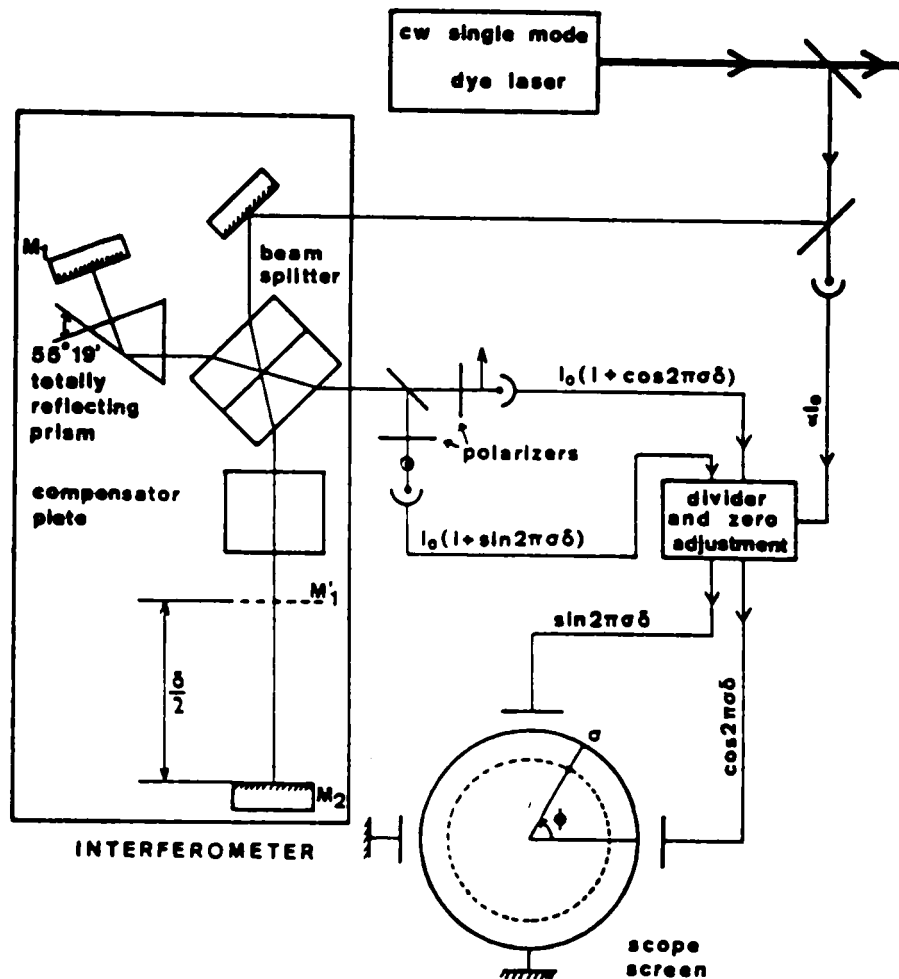 cw single mode
dye laser
M₁
beam
splitter
55° 19'
totally
reflecting
prism
I₀(1+cos2πσδ)
αI₀
polarizers
compensator
plate
divider
and zero
adjustment
I₀(1+sin2πσδ)
M'₁
sin2πσδ
δ/2
cos2πσδ
σ
M₂
ϕ
INTERFEROMETER
scope
screen